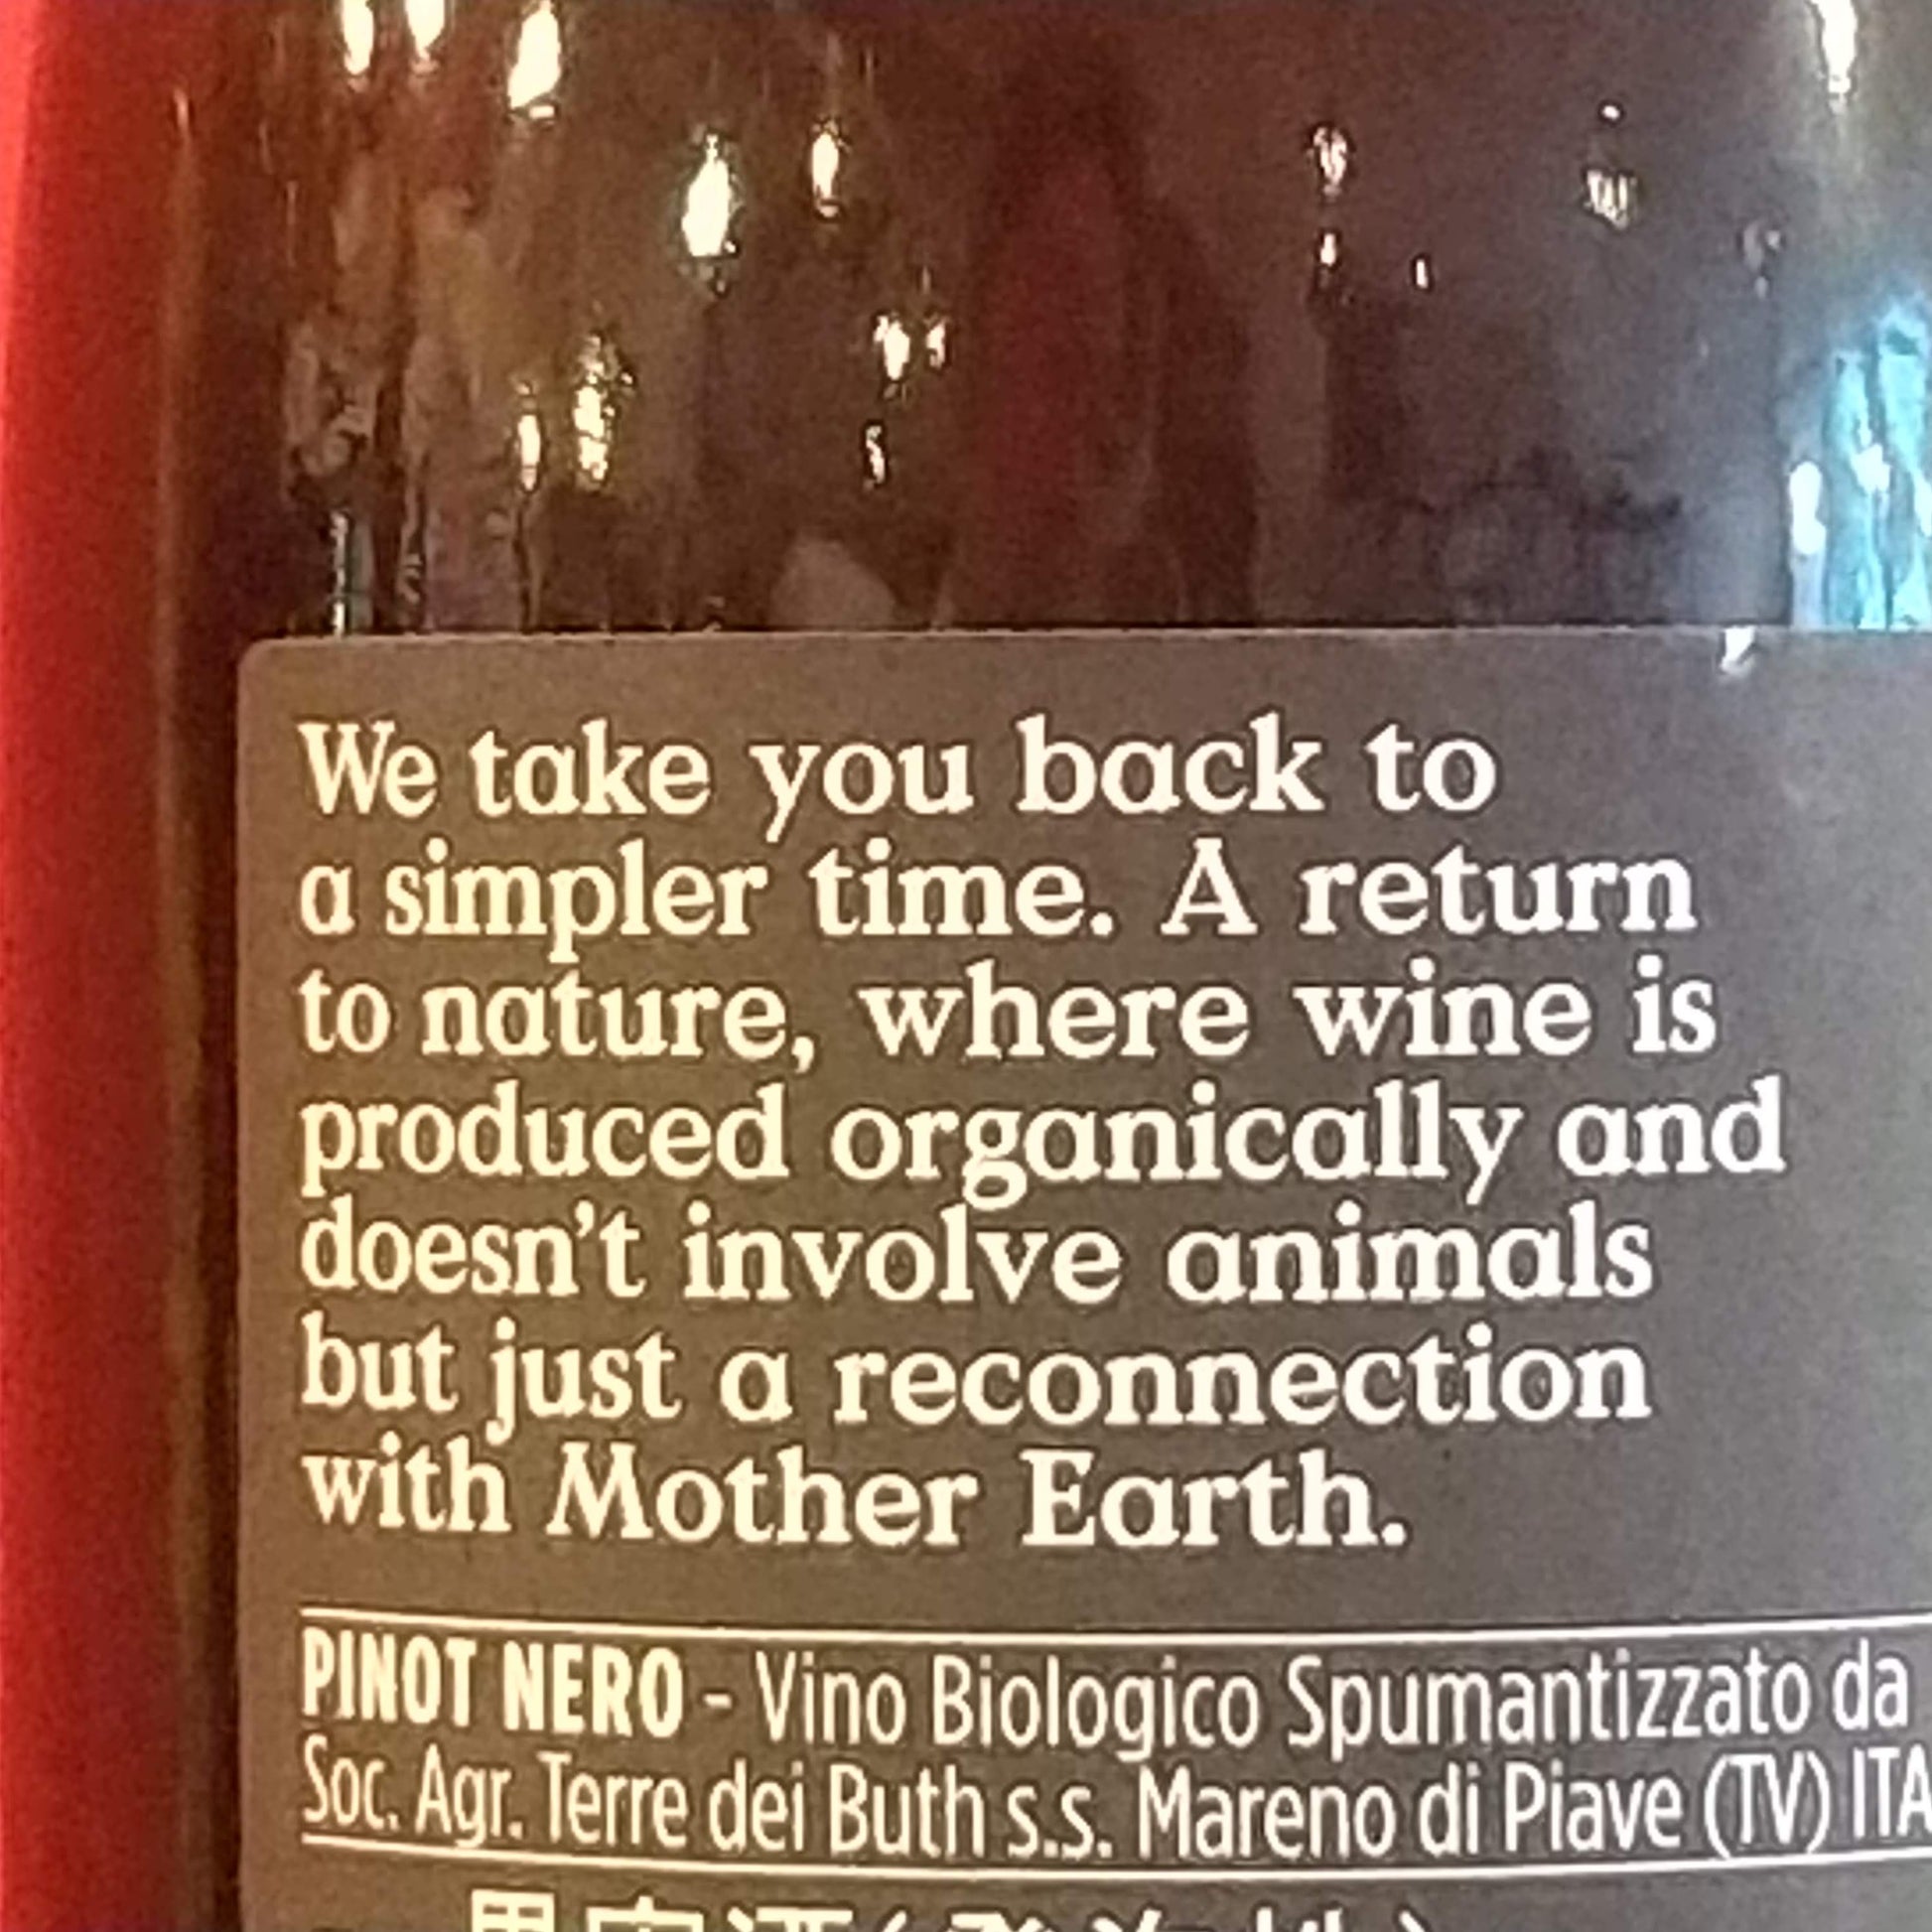 We take you back to
a simpler time. A return
to nature, where wine is
produced organically and
doesn't involve animals
but just a reconnection
with Mother Earth.
PINOT NERO - Vino Biologico Spumantizzato da
Soc. Agr. Terre dei Buth s.s. Mareno di Piave (TV) ITA